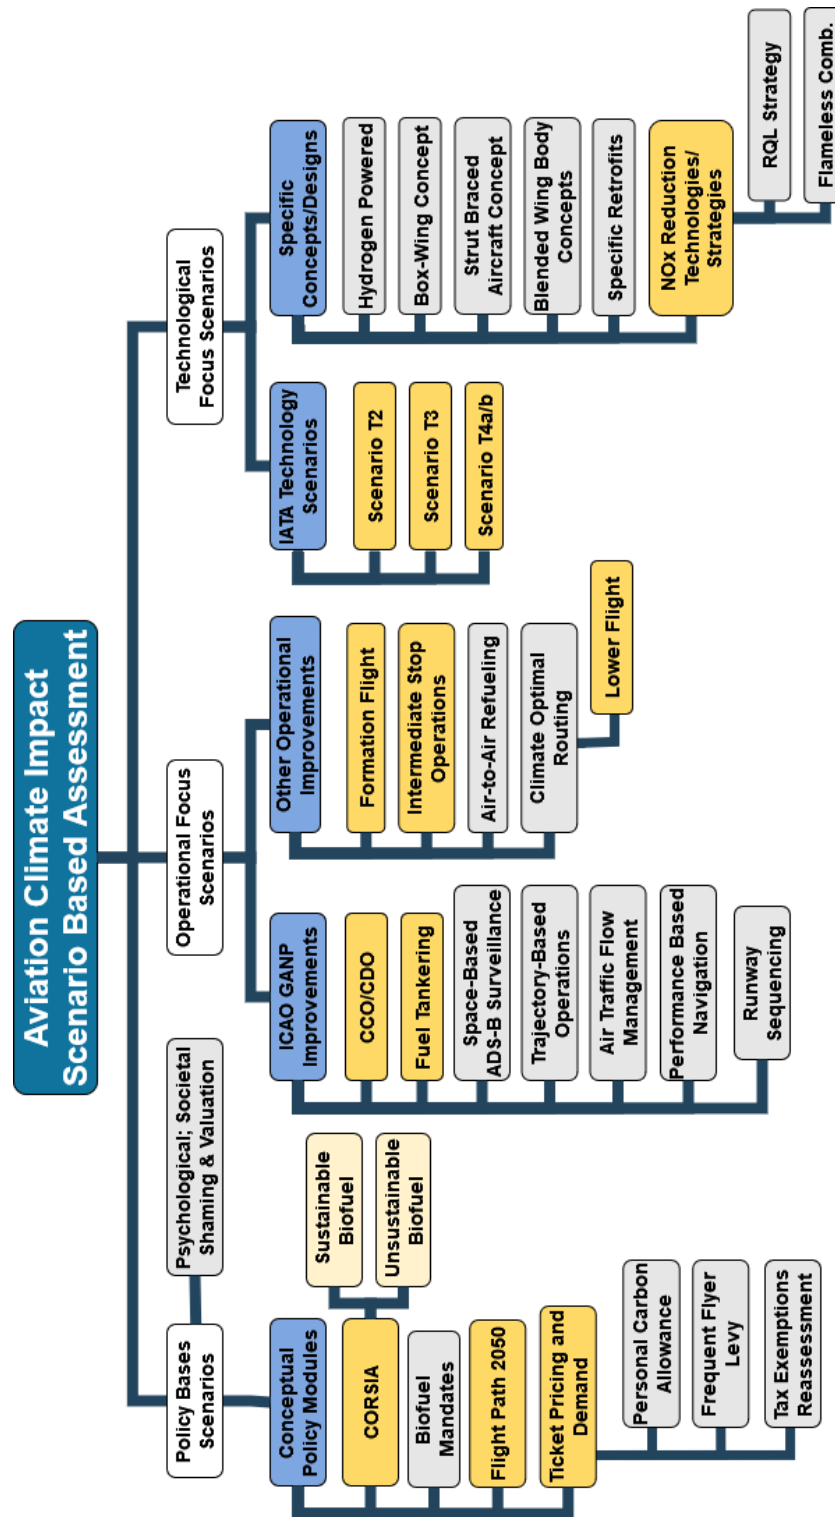 Aviation Climate Impact
Scenario Based Assessment
Policy Bases
Scenarios
Psychological; Societal
Shaming & Valuation
Conceptual
Policy Modules
CORSIA
Sustainable
Biofuel
Unsustainable
Biofuel
Biofuel
Mandates
Flight Path 2050
Ticket Pricing and
Demand
Personal Carbon
Allowance
Frequent Flyer
Levy
Tax Exemptions
Reassessment
Operational Focus
Scenarios
ICAO GANP
Improvements
CCO/CDO
Fuel Tankering
Space-Based
ADS-B Surveillance
Trajectory-Based
Operations
Air Traffic Flow
Management
Performance Based
Navigation
Runway
Sequencing
Other Operational
Improvements
Formation Flight
Intermediate Stop
Operations
Air-to-Air Refueling
Climate Optimal
Routing
Lower Flight
Technological
Focus Scenarios
IATA Technology
Scenarios
Scenario T2
Scenario T3
Scenario T4a/b
Specific
Concepts/Designs
Hydrogen Powered
Box-Wing Concept
Strut Braced
Aircraft Concept
Blended Wing Body
Concepts
Specific Retrofits
NOx Reduction
Technologies/
Strategies
RQL Strategy
Flameless Comb.